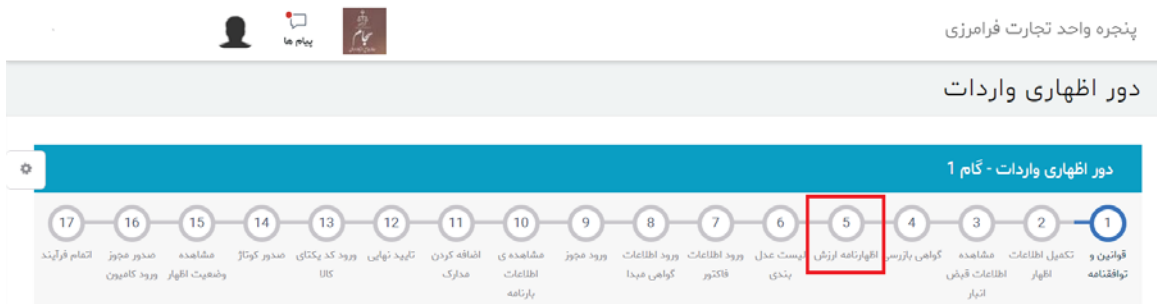 پنجره واحد تجارت فرامرزی
پیام ها
دور اظهاری واردات
دور اظهاری واردات - گام 1
1
قوانین و
توافقنامه
2
تکمیل اطلاعات
اظهار
3
مشاهده
اطلاعات قبض
انبار
4
گواهی بازرسی
5
اظهارنامه ارزش
6
لیست عدل
بندی
7
ورود اطلاعات
فاکتور
8
ورود اطلاعات
گواهی مبدا
9
ورود مجوز
10
مشاهده ی
اطلاعات
بارنامه
11
اضافه کردن
مدارک
12
تایید نهایی
13
ورود کد یکتای
کالا
14
صدور کوتاژ
15
مشاهده
وضعیت اظهار
16
صدور مجوز
ورود کامیون
17
اتمام فرآیند